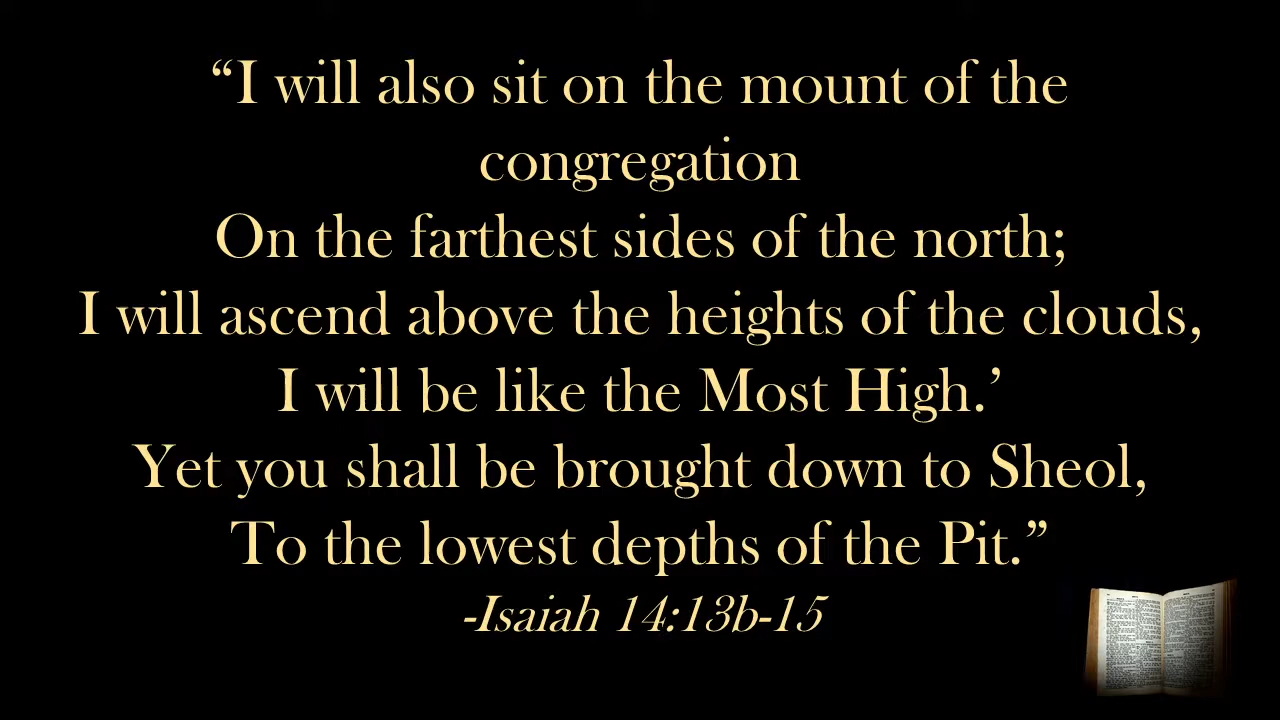 “I will also sit on the mount of the
congregation
On the farthest sides of the north;
I will ascend above the heights of the clouds,
I will be like the Most High.’
Yet you shall be brought down to Sheol,
To the lowest depths of the Pit.”
-Isaiah 14:13b-15